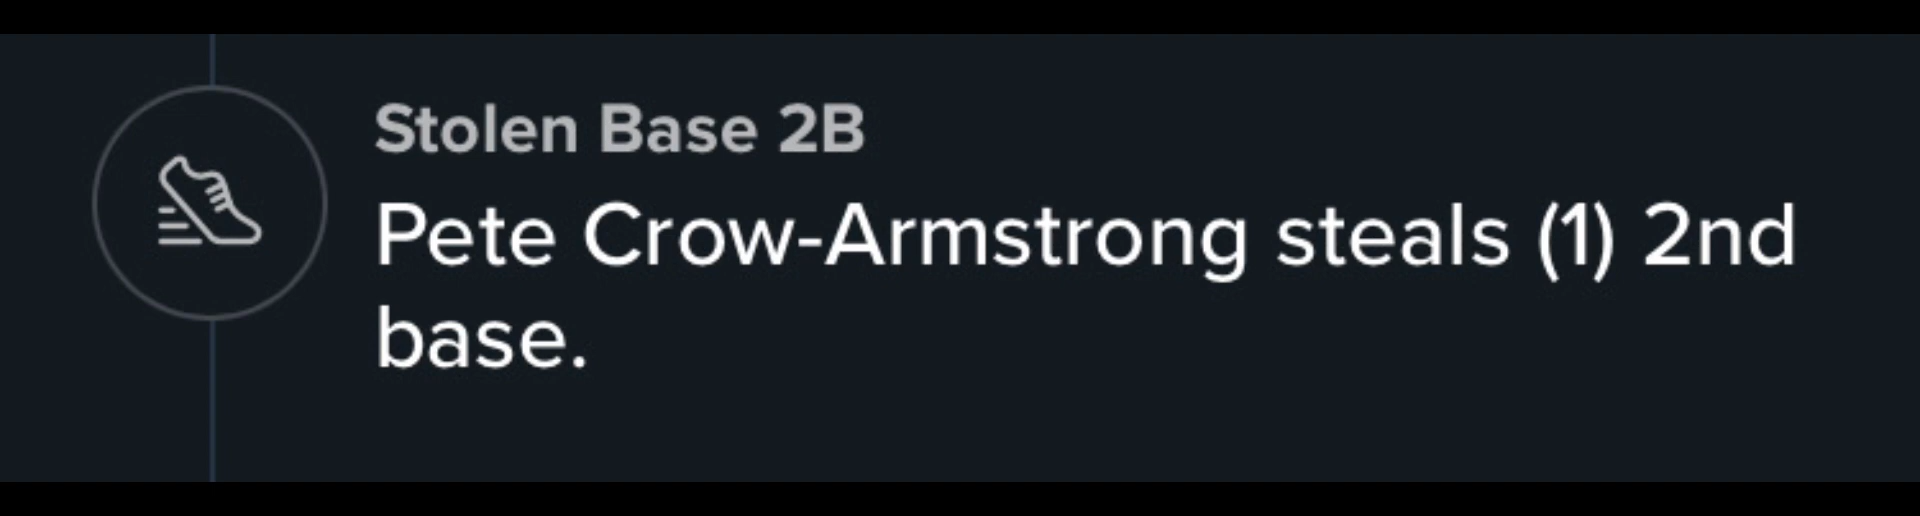 Stolen Base 2B
Pete Crow-Armstrong steals (1) 2nd
base.